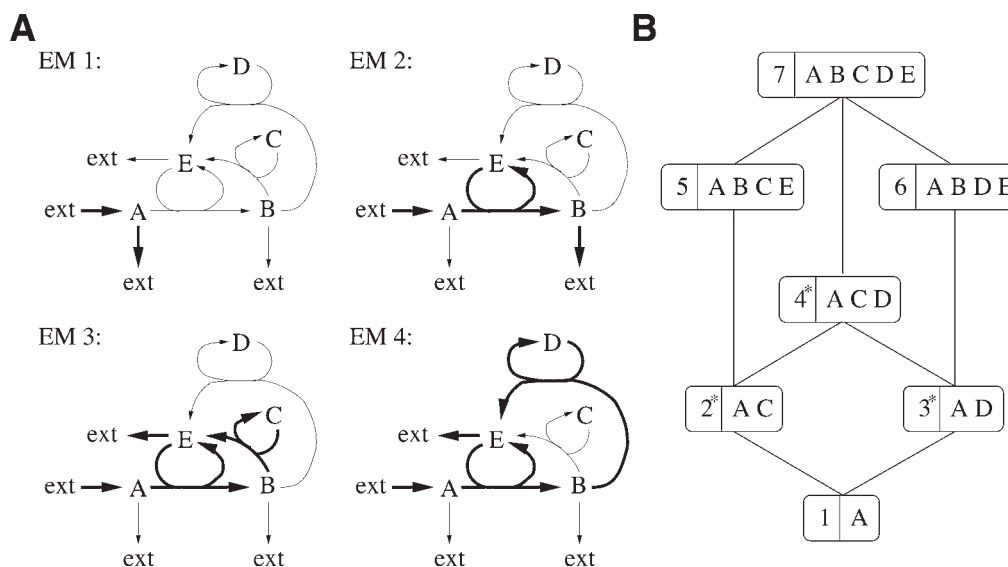 A
EM 1:
D
C
ext
E
ext
A
B
ext
ext
EM 2:
D
C
ext
E
ext
A
B
ext
ext
EM 3:
D
C
ext
E
ext
A
B
ext
ext
EM 4:
D
C
ext
E
ext
A
B
ext
ext
B
7 A B C D E
5 A B C E
6 A B D E
4* A C D
2* A C
3* A D
1 A